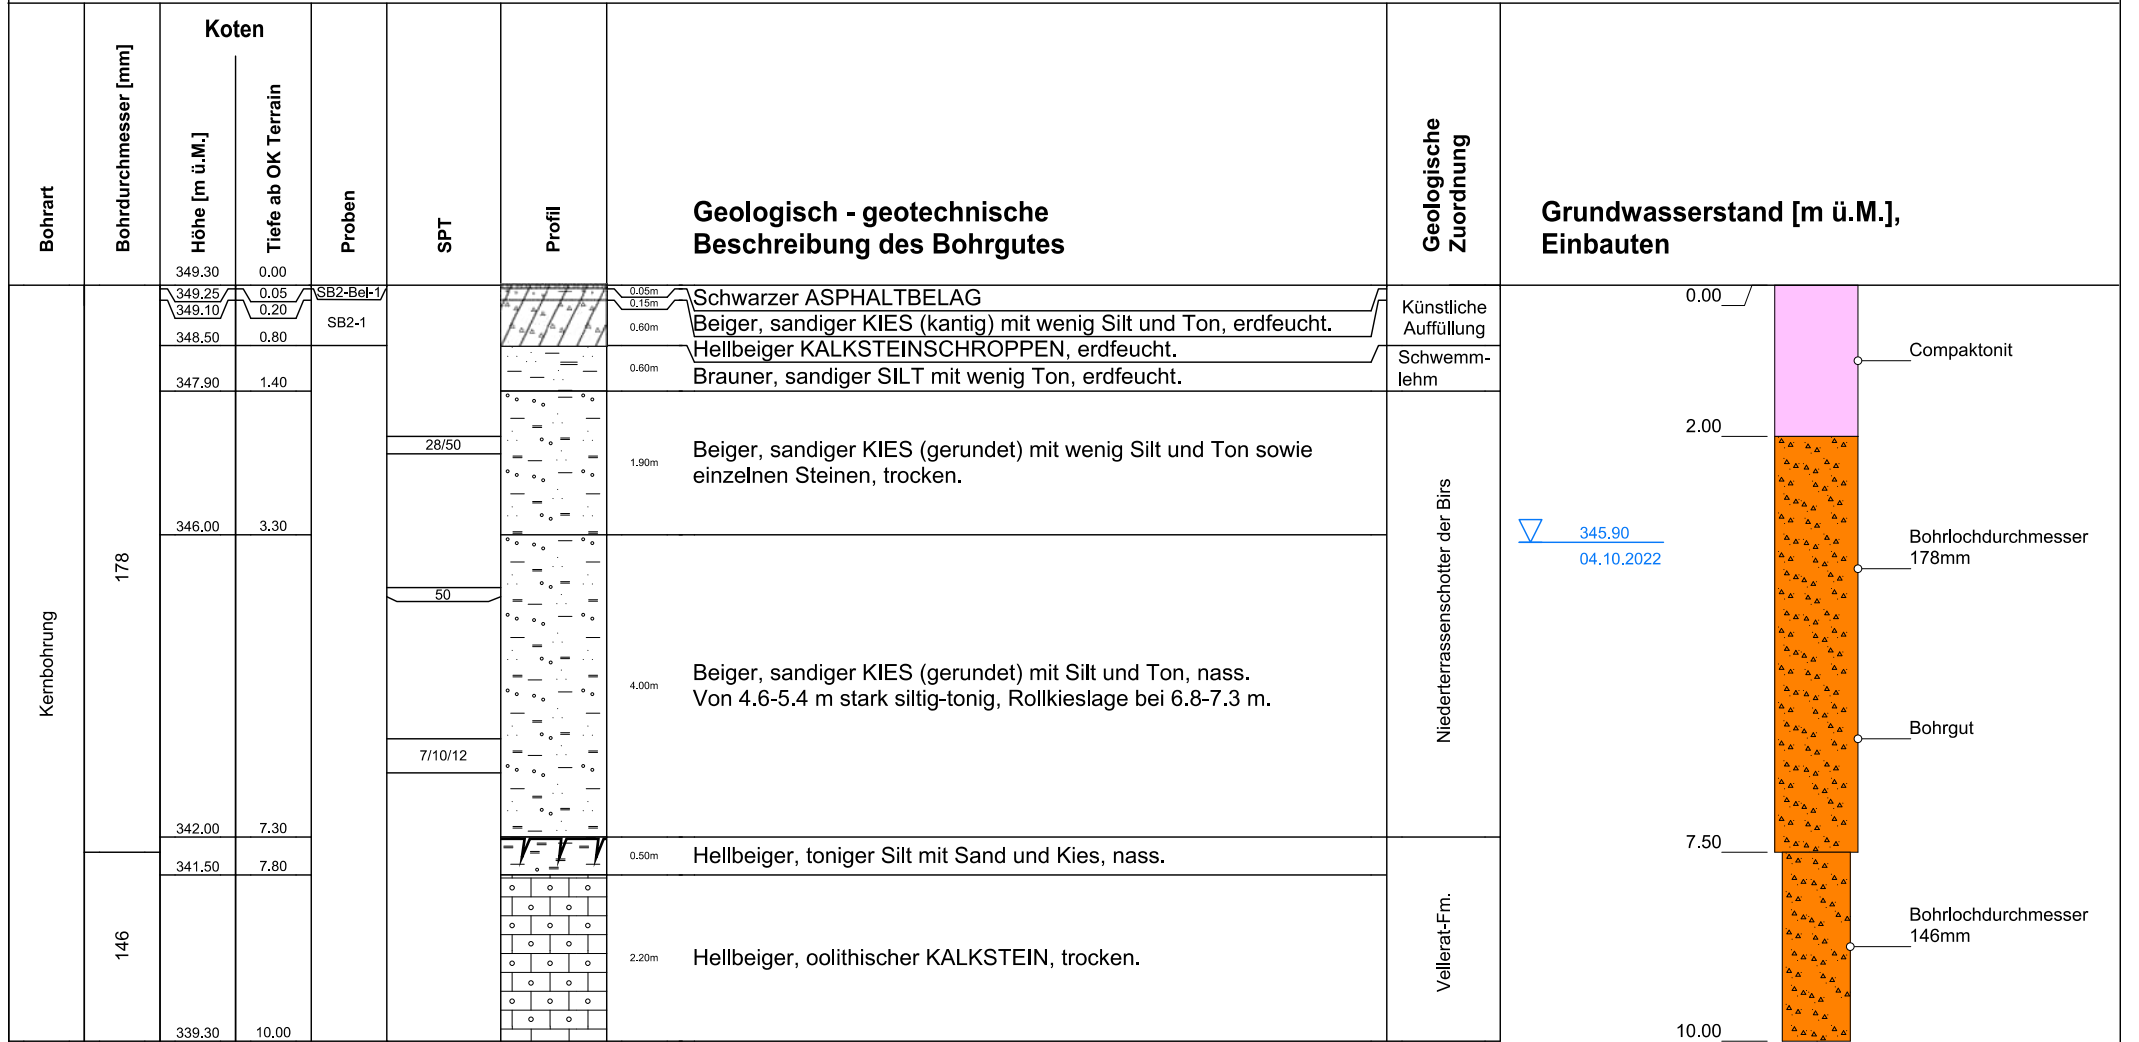 Bohrart
Bohrdurchmesser [mm]
Koten
Höhe [m ü.M.]
Tiefe ab OK Terrain
Proben
SPT
Profil
Geologisch - geotechnische
Beschreibung des Bohrgutes
Geologische
Zuordnung
Grundwasserstand [m ü.M.],
Einbauten
349.30 0.00
349.25 0.05 SB2-Bel-1
349.10 0.20
SB2-1
348.50 0.80
347.90 1.40
346.00 3.30
342.00 7.30
341.50 7.80
339.30 10.00
Kernbohrung
178
146
28/50
50
7/10/12
0.05m Schwarzer ASPHALTBELAG
0.15m
Beiger, sandiger KIES (kantig) mit wenig Silt und Ton, erdfeucht.
0.60m
Hellbeiger KALKSTEINSCHROPPEN, erdfeucht.
0.60m
Brauner, sandiger SILT mit wenig Ton, erdfeucht.
1.90m
Beiger, sandiger KIES (gerundet) mit wenig Silt und Ton sowie
einzelnen Steinen, trocken.
4.00m
Beiger, sandiger KIES (gerundet) mit Silt und Ton, nass.
Von 4.6-5.4 m stark siltig-tonig, Rollkieslage bei 6.8-7.3 m.
0.50m Hellbeiger, toniger Silt mit Sand und Kies, nass.
2.20m Hellbeiger, oolithischer KALKSTEIN, trocken.
Künstliche
Auffüllung
Schwemm-
lehm
Niederterrassenschotter der Birs
Vellerat-Fm.
345.90
04.10.2022
0.00
2.00
7.50
10.00
Compaktonit
Bohrlochdurchmesser
178mm
Bohrgut
Bohrlochdurchmesser
146mm